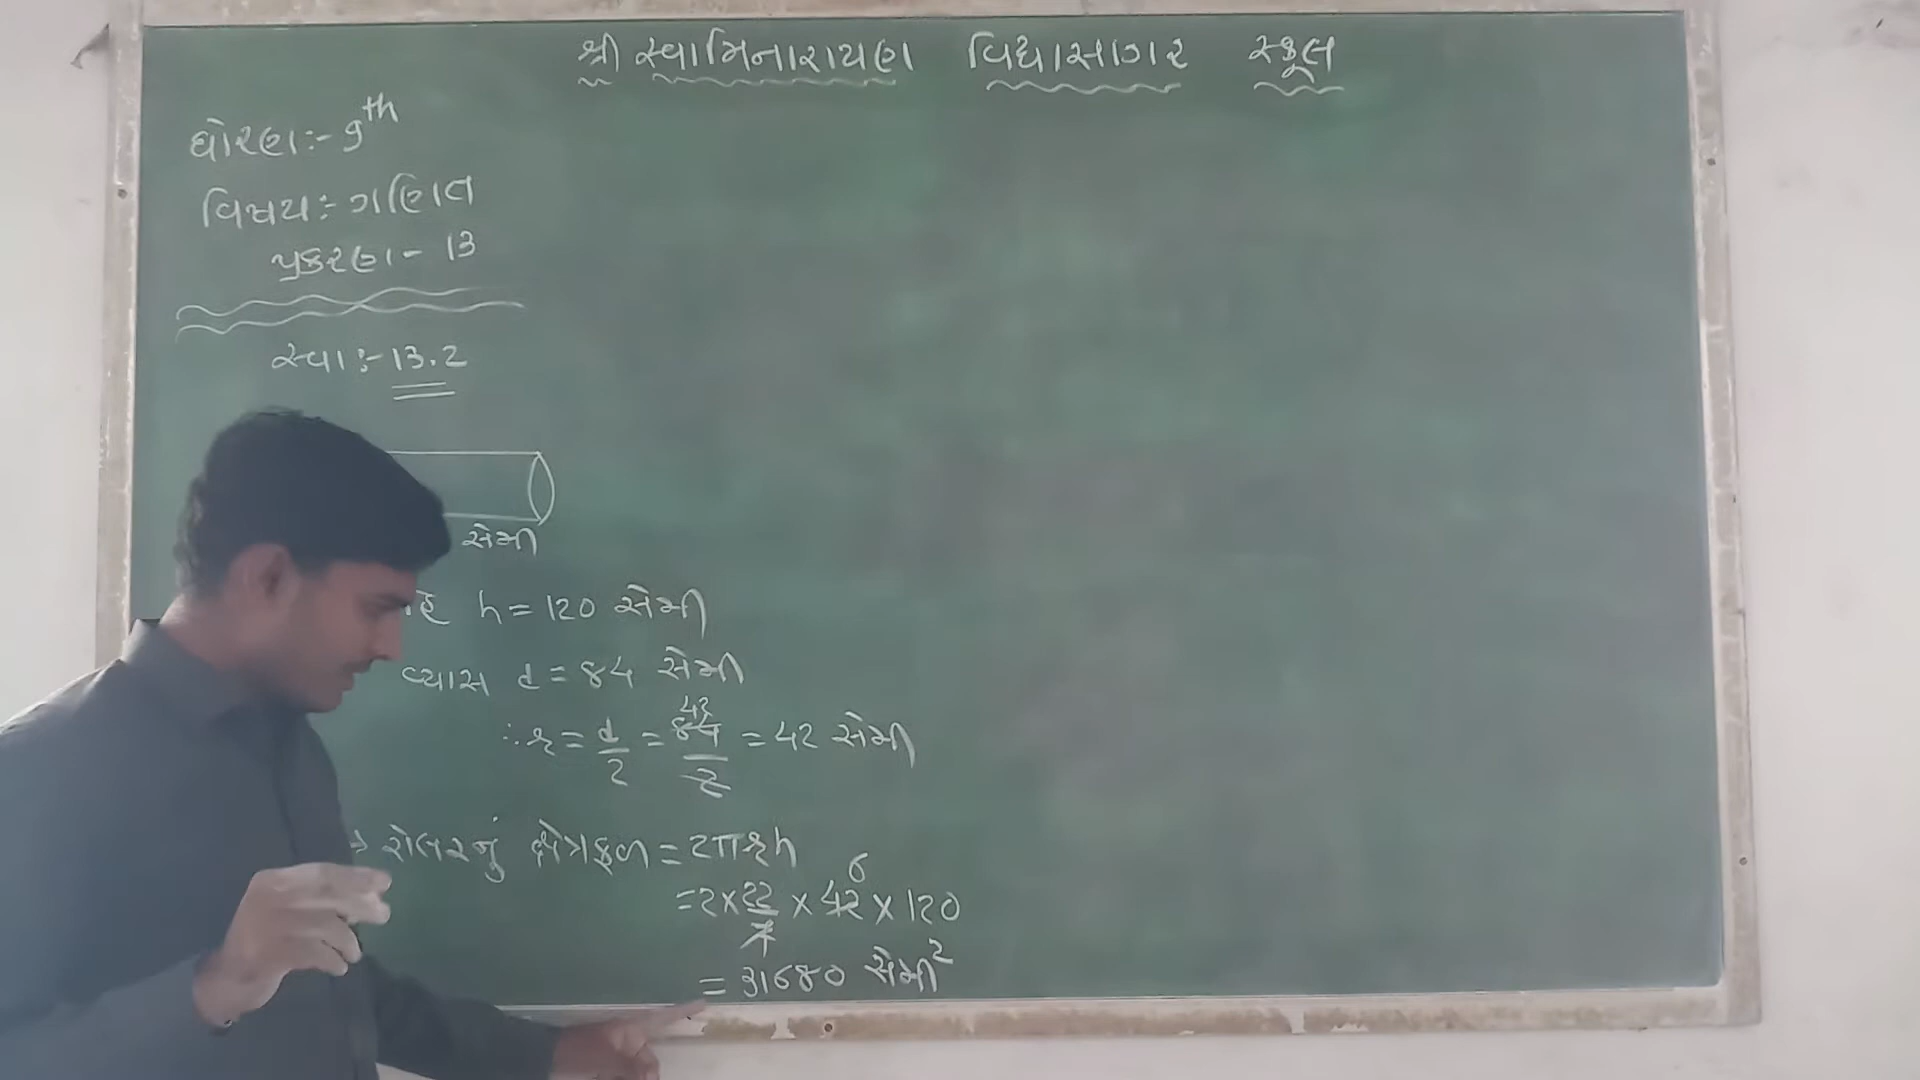 શ્રી સ્વામિનારાયણ વિદ્યાસાગર સ્કૂલ
ધોરણ:- 9th
વિષય:- ગણિત
પ્રકરણ - 13
સ્વા:- 13.2
સેમી
h = 120 સેમી
વ્યાસ d = 84 સેમી
∴ r = d/2 = 84/2 = 42 સેમી
રોલરનું ક્ષેત્રફળ = 2πrh
= 2 × 22/7 × 42 × 120
= 31680 સેમી²